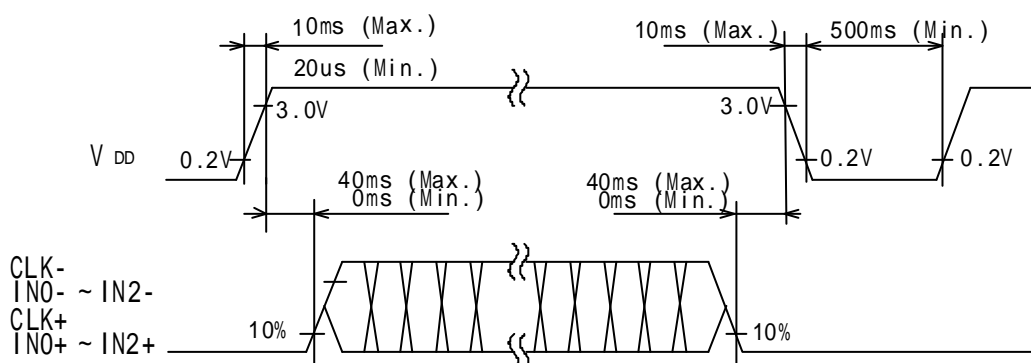 10ms (Max.)
20us (Min.)
10ms (Max.)
500ms (Min.)
3.0V
3.0V
V DD
0.2V
0.2V
0.2V
40ms (Max.)
0ms (Min.)
40ms (Max.)
0ms (Min.)
CLK-
IN0- ~ IN2-
CLK+
IN0+ ~ IN2+
10%
10%